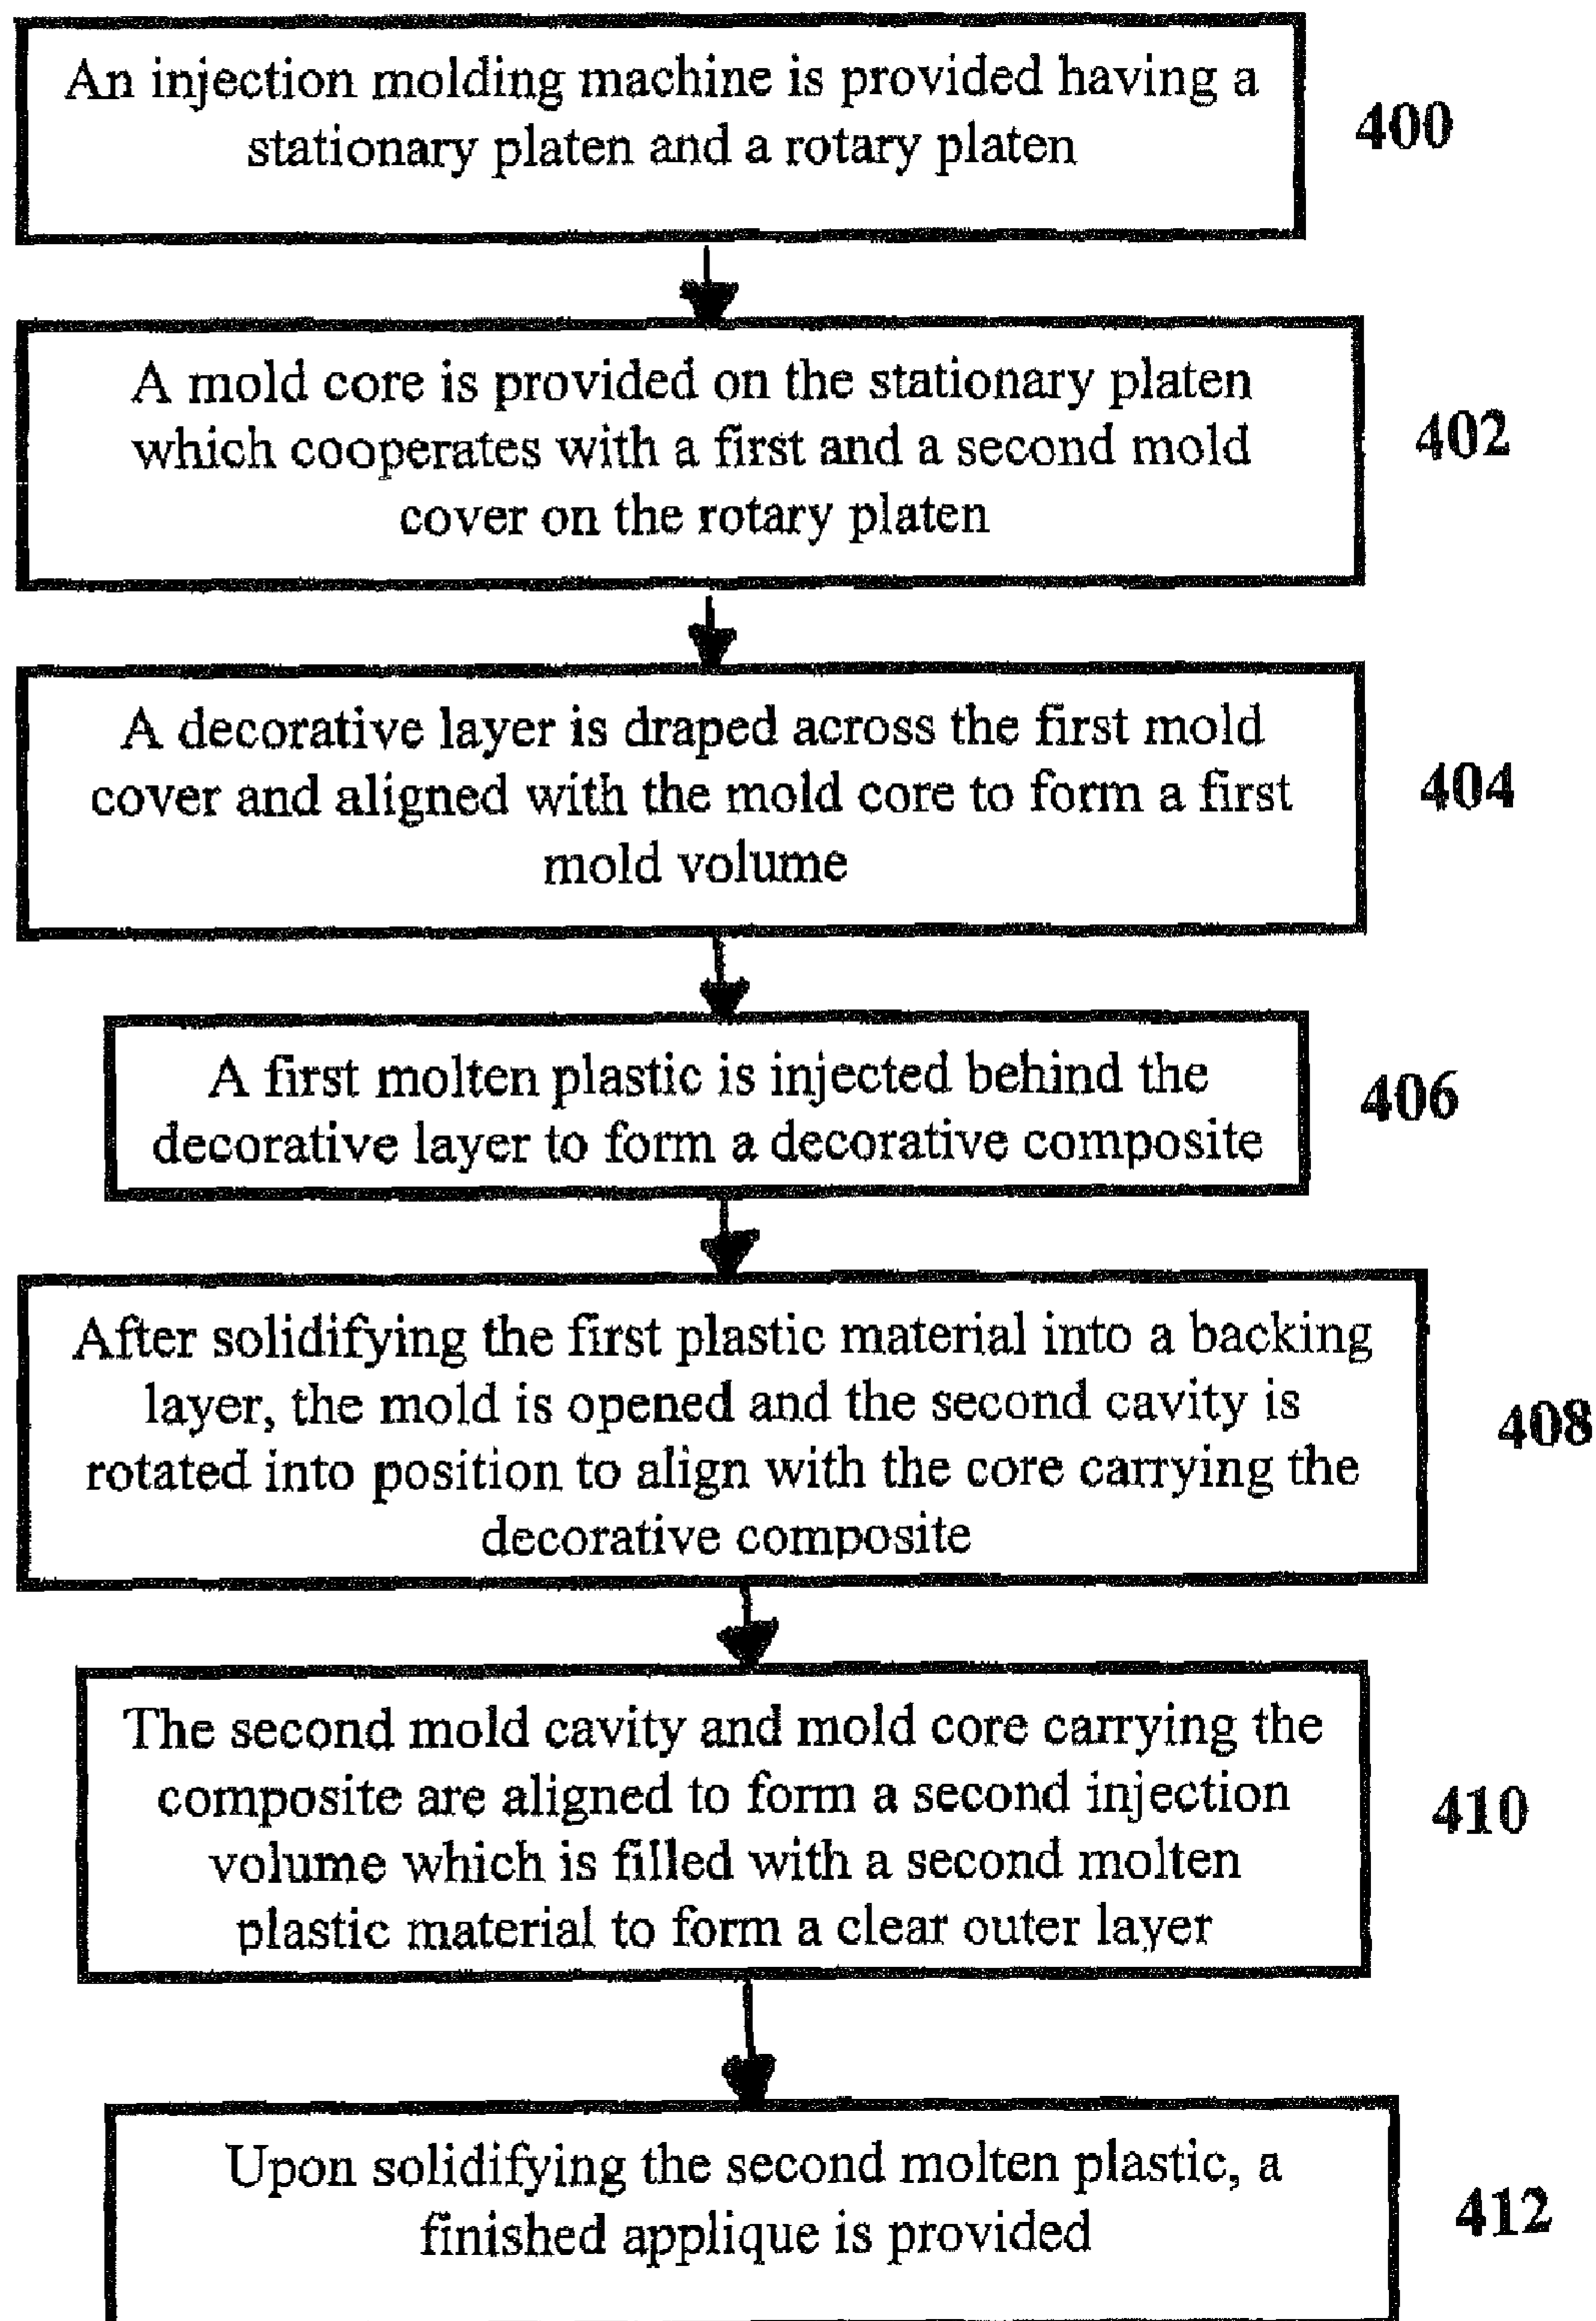 An injection molding machine is provided having a
stationary platen and a rotary platen
400
A mold core is provided on the stationary platen
which cooperates with a first and a second mold
cover on the rotary platen
402
A decorative layer is draped across the first mold
cover and aligned with the mold core to form a first
mold volume
404
A first molten plastic is injected behind the
decorative layer to form a decorative composite
406
After solidifying the first plastic material into a backing
layer, the mold is opened and the second cavity is
rotated into position to align with the core carrying the
decorative composite
408
The second mold cavity and mold core carrying the
composite are aligned to form a second injection
volume which is filled with a second molten
plastic material to form a clear outer layer
410
Upon solidifying the second molten plastic, a
finished applique is provided
412